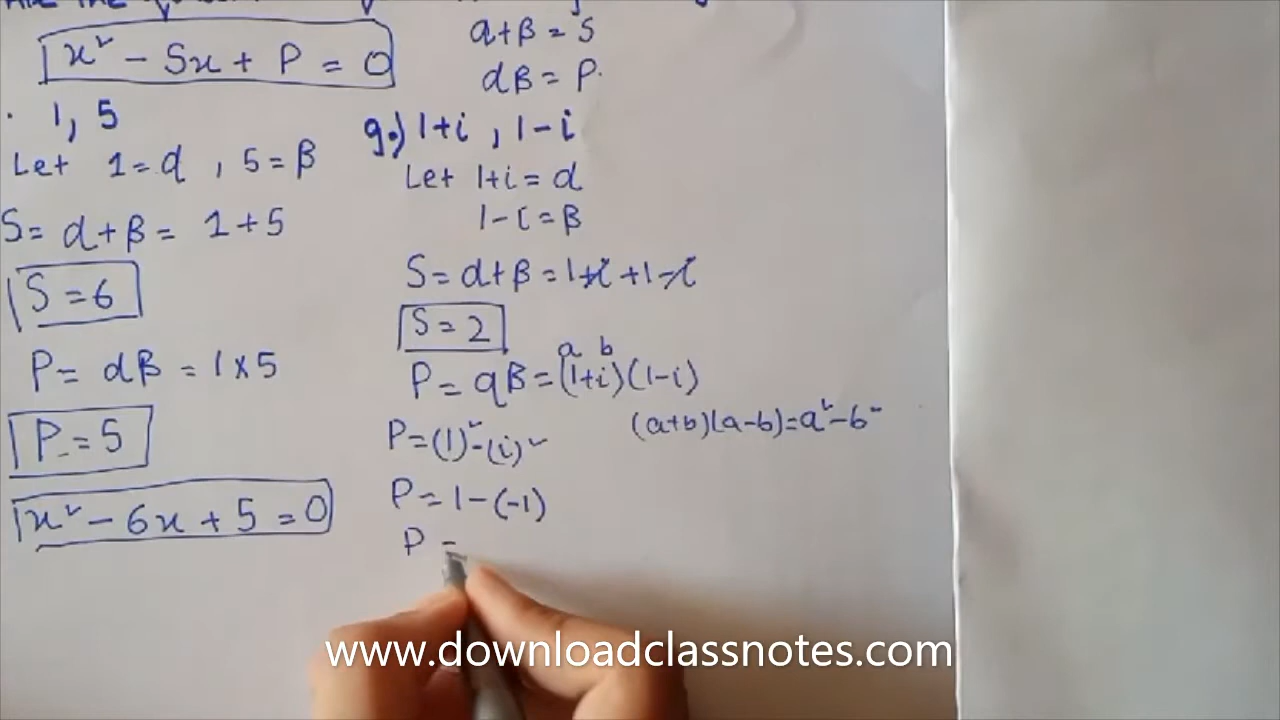 x² - Sx + P = 0
α+β = S
αβ = P.
1, 5
Let 1 = α , 5 = β
S = α+β = 1+5
S = 6
P = αβ = 1×5
P = 5
x² - 6x + 5 = 0
g.) 1+i , 1-i
Let 1+i = α
1-i = β
S = α+β = 1+i+1-i
S = 2
a b
P = αβ = (1+i)(1-i)
(a+b)(a-b) = a²-b²
P = (1)²-(i)²
P = 1-(-1)
P =
www.downloadclassnotes.com